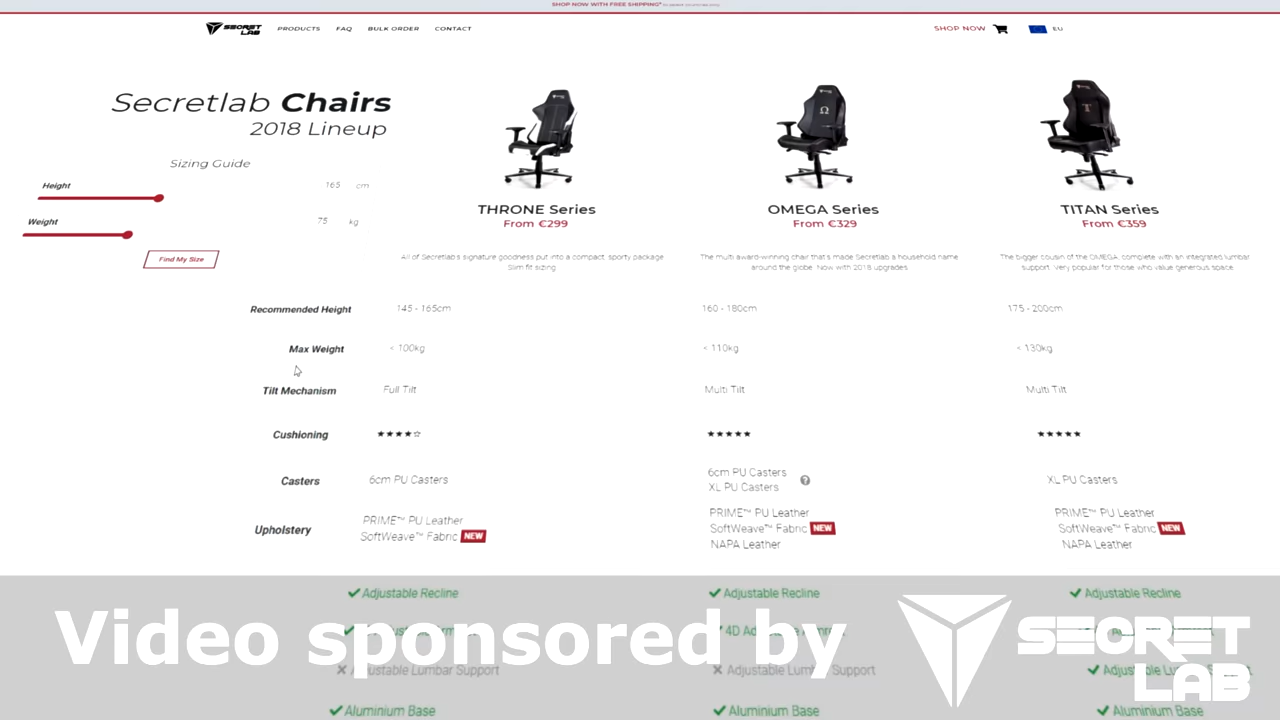 SHOP NOW WITH FREE SHIPPING*
SECRET LAB
PRODUCTS FAQ BULK ORDER CONTACT
SHOP NOW EU
Secretlab Chairs
2018 Lineup
Sizing Guide
Height 165 cm
Weight 75 kg
Find My Size
THRONE Series OMEGA Series TITAN Series
From €299 From €329 From €359
All of Secretlab's signature goodness put into a compact, sporty package. The multi award-winning chair that's made Secretlab a household name The bigger cousin of the OMEGA, complete with an integrated lumbar
Slim fit sizing. around the globe. Now with 2018 upgrades. support. Very popular for those who value generous space.
Recommended Height 145 - 165cm 160 - 180cm 175 - 200cm
Max Weight < 100kg < 110kg < 130kg
Tilt Mechanism Full Tilt Multi Tilt Multi Tilt
Cushioning ★★★★☆ ★★★★★ ★★★★★
Casters 6cm PU Casters 6cm PU Casters XL PU Casters
XL PU Casters ?
Upholstery PRIME™ PU Leather PRIME™ PU Leather PRIME™ PU Leather
SoftWeave™ Fabric NEW SoftWeave™ Fabric NEW SoftWeave™ Fabric NEW
NAPA Leather NAPA Leather
✔ Adjustable Recline ✔ Adjustable Recline ✔ Adjustable Recline
Video sponsored by SECRET LAB
✔ 4D
✘ Adjustable Lumbar Support ✘ Adjustable Lumbar Support ✔ Adjustable
✔ Aluminium Base ✔ Aluminium Base ✔ Aluminium Base